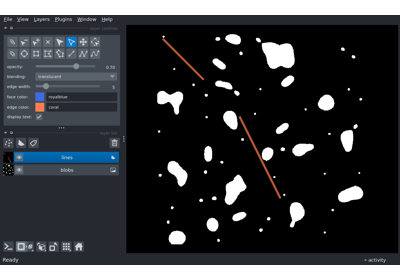 File View Plugins Window Help
opacity: 0.70
blending: translucent
edge width: 5
face color: royalblue
edge color: coral
display text:
lines
blobs
Ready
activity